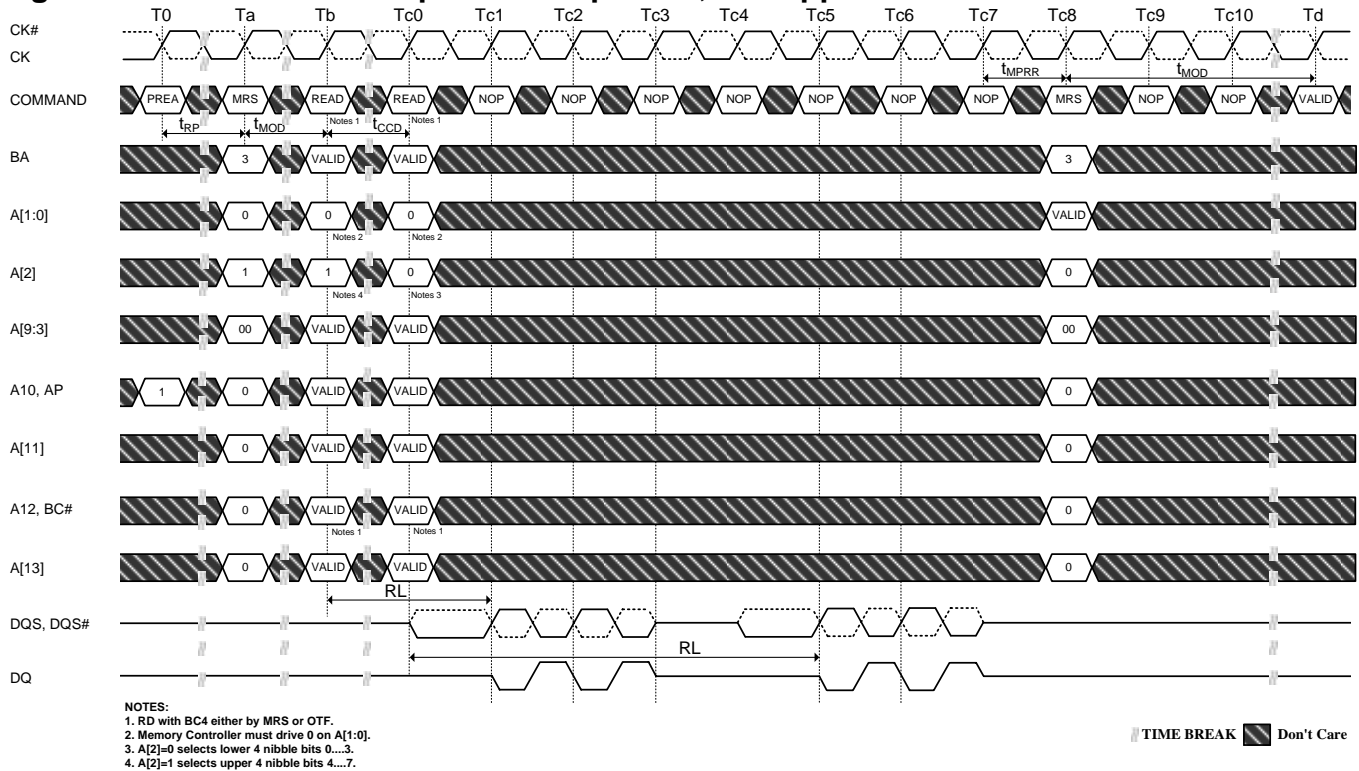 T0 Ta Tb Tc0 Tc1 Tc2 Tc3 Tc4 Tc5 Tc6 Tc7 Tc8 Tc9 Tc10 Td
CK#
CK
tMPRR tMOD
COMMAND PREA MRS READ READ NOP NOP NOP NOP NOP NOP NOP MRS NOP NOP VALID
Notes 1 Notes 1
tRP tMOD tCCD
BA 3 VALID VALID 3
A[1:0] 0 0 0 VALID
Notes 2 Notes 2
A[2] 1 1 0 0
Notes 4 Notes 3
A[9:3] 00 VALID VALID 00
A10, AP 1 0 VALID VALID 0
A[11] 0 VALID VALID 0
A12, BC# 0 VALID VALID 0
Notes 1 Notes 1
A[13] 0 VALID VALID 0
RL
DQS, DQS#
RL
DQ
NOTES:
1. RD with BC4 either by MRS or OTF.
2. Memory Controller must drive 0 on A[1:0].
3. A[2]=0 selects lower 4 nibble bits 0....3.
4. A[2]=1 selects upper 4 nibble bits 4....7.
TIME BREAK Don't Care